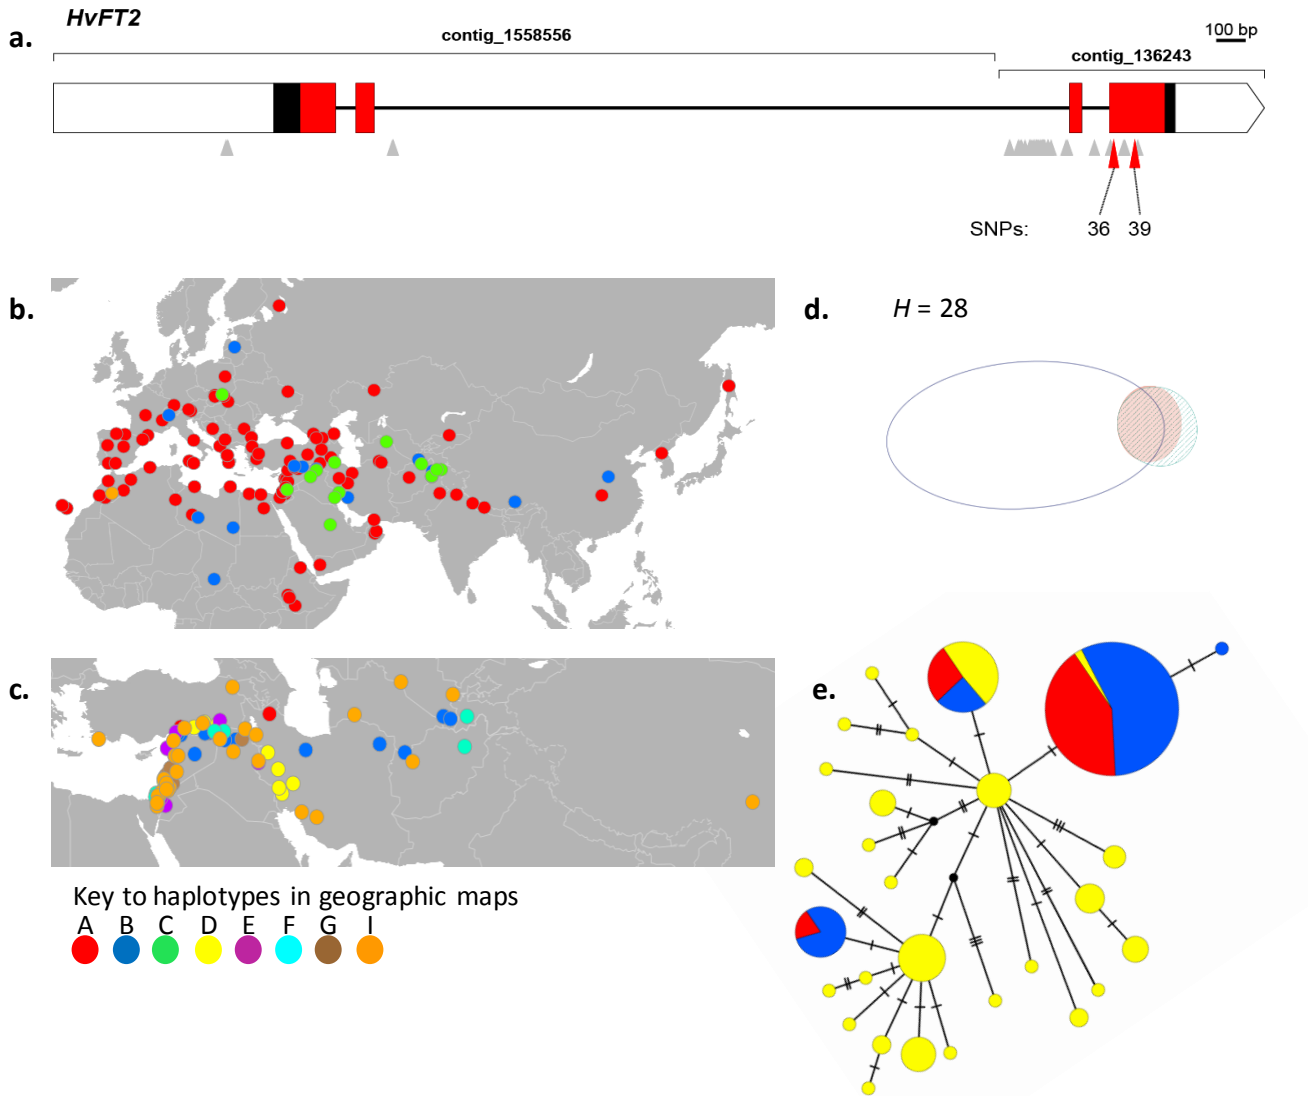 HvFT2
a.
contig_1558556
100 bp
contig_136243
SNPs: 36 39
b.
d.
H = 28
c.
e.
Key to haplotypes in geographic maps
A B C D E F G I